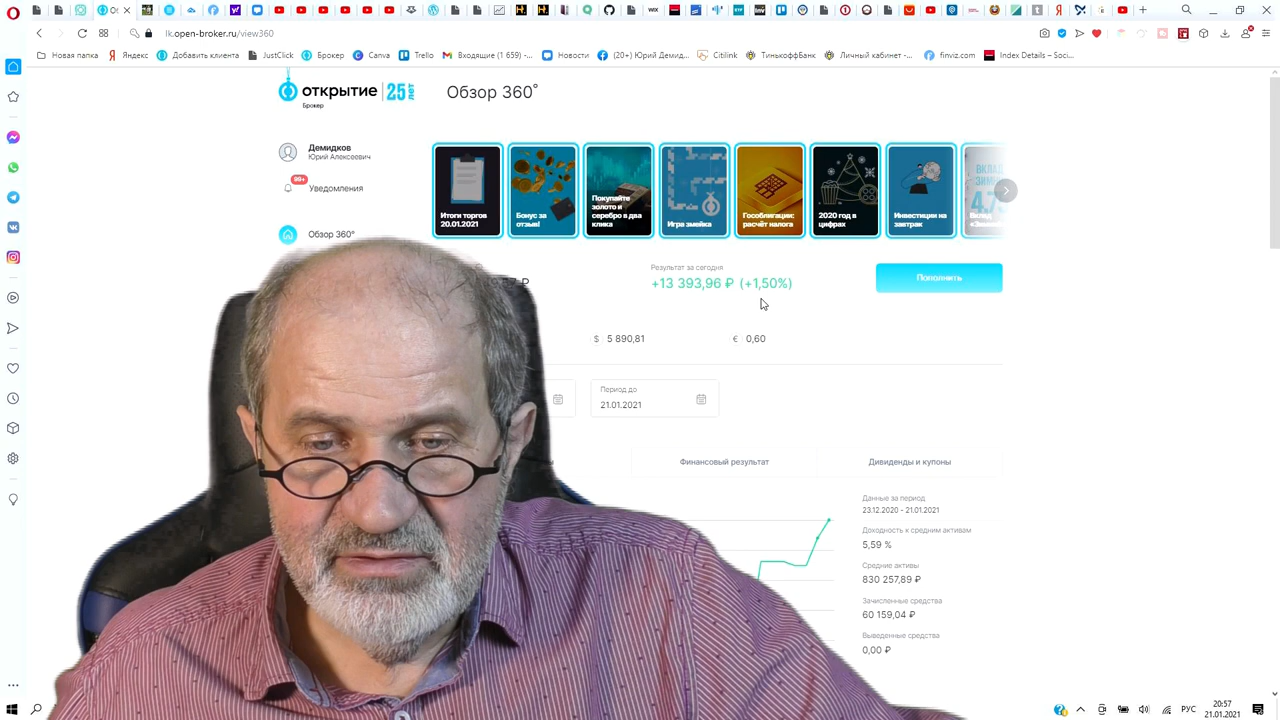 lk.open-broker.ru/view360
Новая папка
Яндекс
Добавить клиента
JustClick
Брокер
Canva
Trello
Входящие (1 659) -...
Новости
(20+) Юрий Демид...
Citilink
ТинькоффБанк
Личный кабинет -...
finviz.com
Index Details – Soci...
открытие
25 лет
Брокер
Обзор 360°
Демидков
Юрий Алексеевич
99+
Уведомления
Обзор 360°
Итоги торгов
20.01.2021
Бонус за
отзыв!
Покупайте
золото и
серебро в два
клика
Игра змейка
Гособлигации:
расчёт налога
2020 год в
цифрах
Инвестиции на
завтрак
Результат за сегодня
₽
+13 393,96 ₽ (+1,50%)
Пополнить
$ 5 890,81
€ 0,60
Период до
21.01.2021
Финансовый результат
Дивиденды и купоны
Данные за период
23.12.2020 - 21.01.2021
Доходность к средним активам
5,59 %
Средние активы
830 257,89 ₽
Зачисленные средства
60 159,04 ₽
Выведенные средства
0,00 ₽
РУС
20:57
21.01.2021